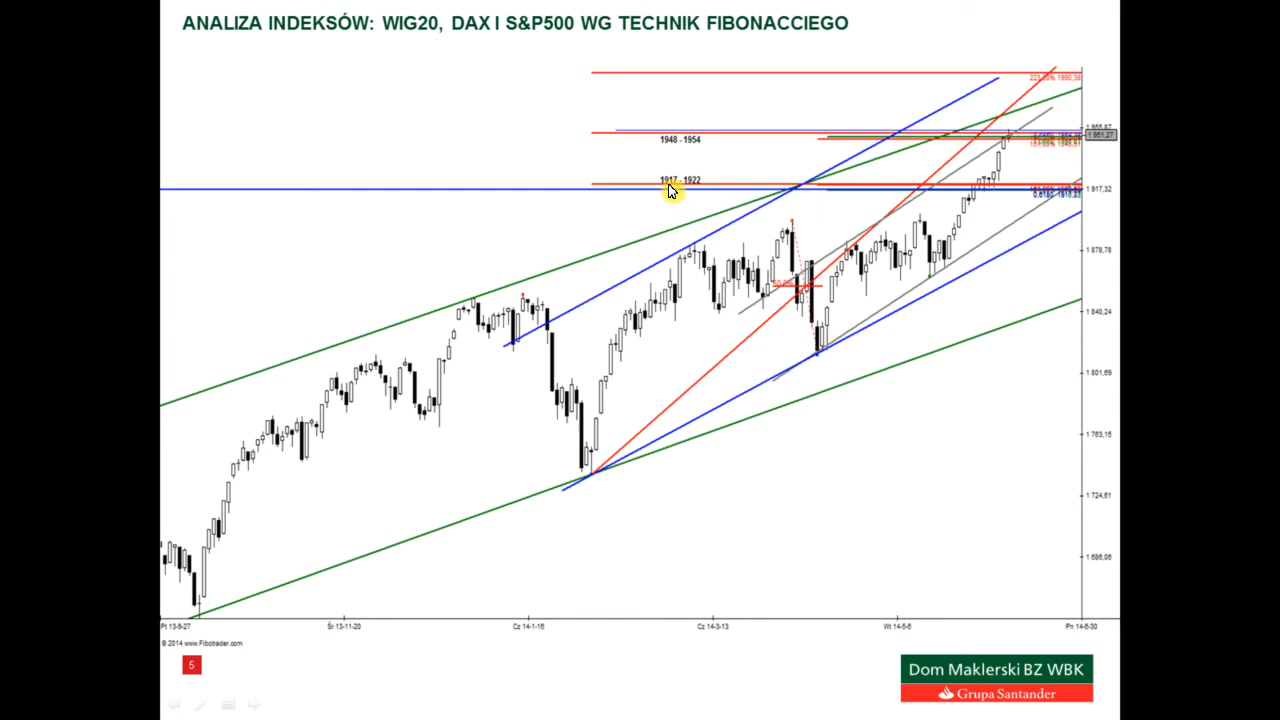 ANALIZA INDEKSÓW: WIG20, DAX I S&P500 WG TECHNIK FIBONACCIEGO
1948 - 1954
1917 - 1922
1 951,27
1 917,32
1 878,78
1 840,24
1 801,69
1 763,15
1 724,61
1 686,06
Pt 13-9-27
Śr 13-11-20
Cz 14-1-16
Cz 14-3-13
Wt 14-5-6
Pn 14-6-30
© 2014 www.Fibotrader.com
5
Dom Maklerski BZ WBK
Grupa Santander